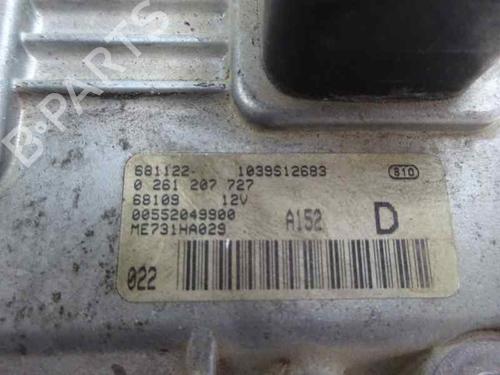 B-PARTS
681122- 1039S12683 810
0 261 207 727
68109 12V
00552049900 A152 D
ME731HA029
022